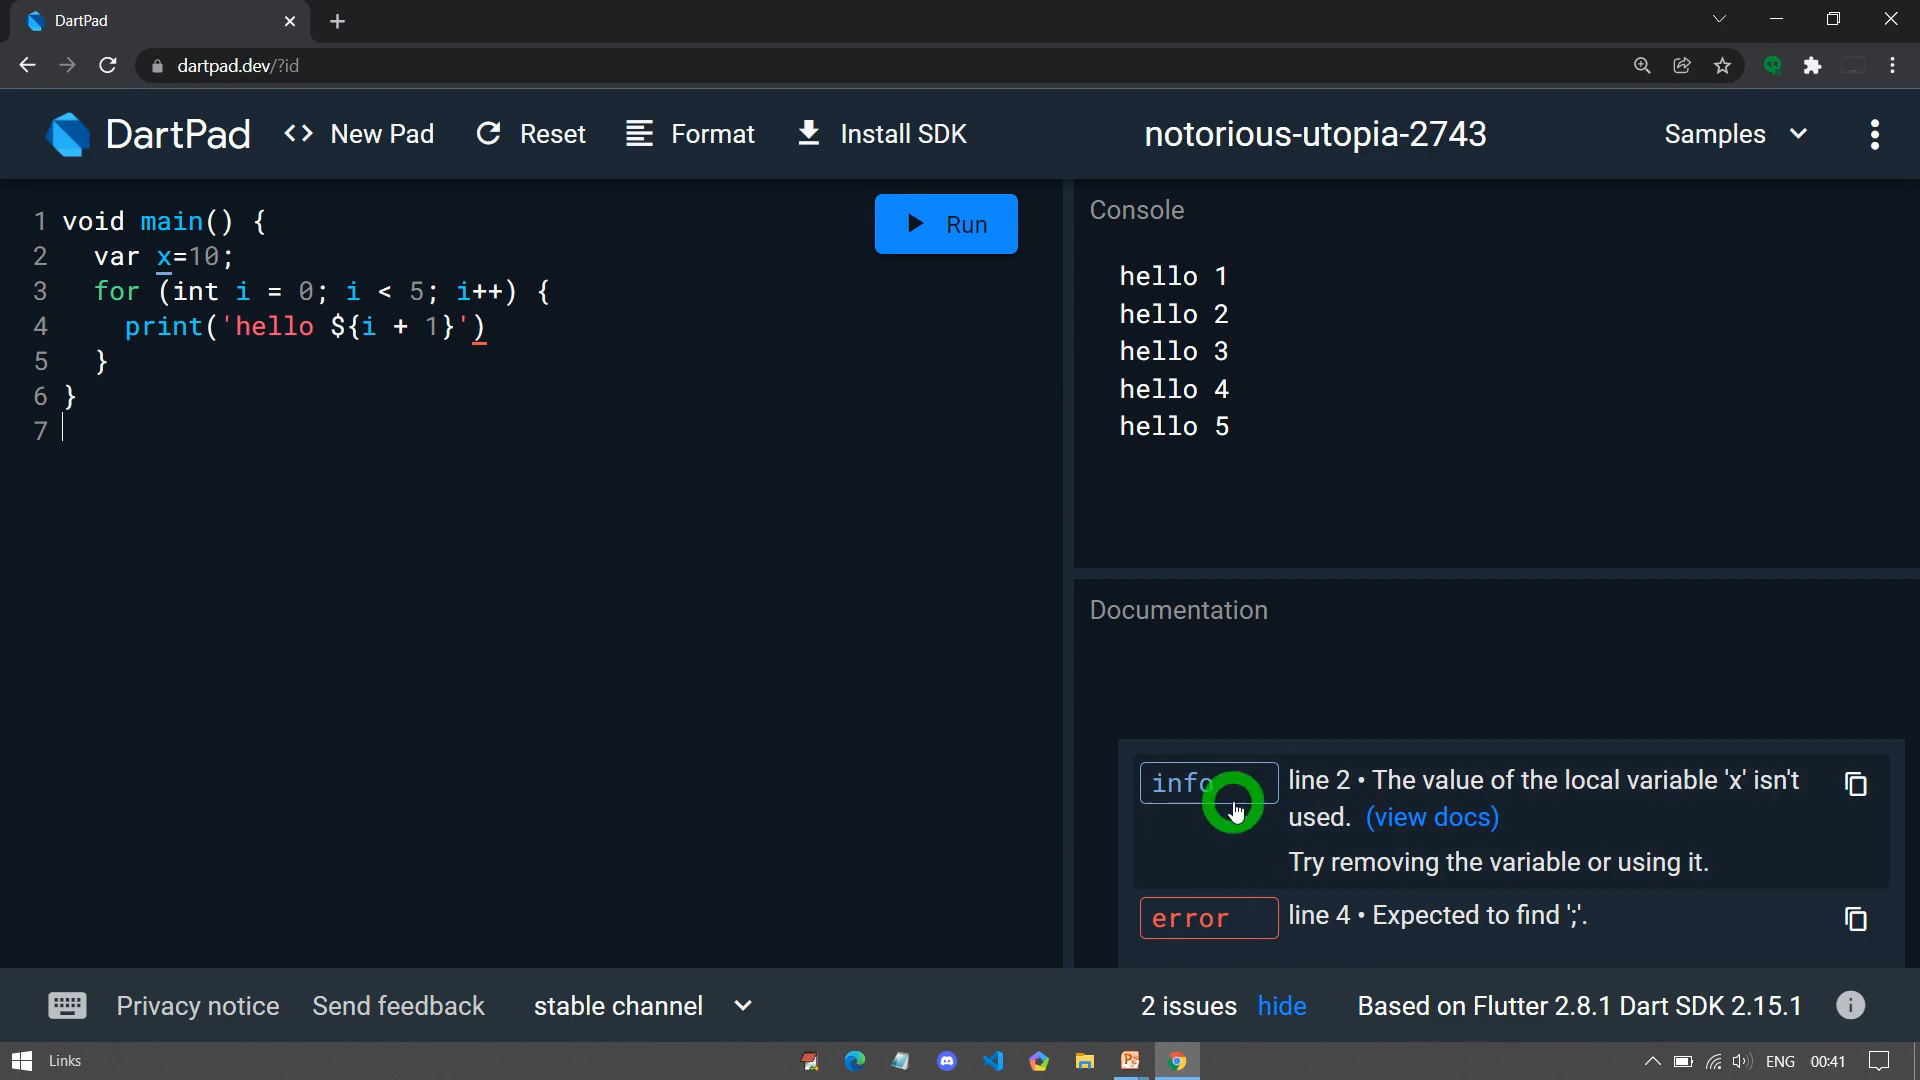 DartPad
dartpad.dev/?id
DartPad
<> New Pad
Reset
Format
Install SDK
notorious-utopia-2743
Samples
1 void main() {
2   var x=10;
3   for (int i = 0; i < 5; i++) {
4     print('hello ${i + 1}')
5   }
6 }
7
Run
Console
hello 1
hello 2
hello 3
hello 4
hello 5
Documentation
info line 2 • The value of the local variable 'x' isn't
used. (view docs)
Try removing the variable or using it.
error line 4 • Expected to find ';'.
Privacy notice
Send feedback
stable channel
2 issues hide
Based on Flutter 2.8.1 Dart SDK 2.15.1
Links
ENG
00:41